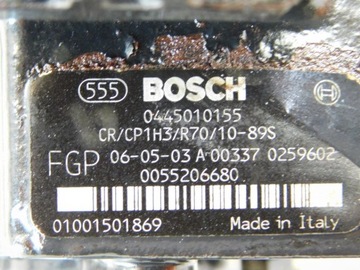 555 BOSCH
0445010155
CR/CP1H3/R70/10-89S
FGP 06-05-03 A 00337 0259602
0055206680
01001501869 Made in Italy